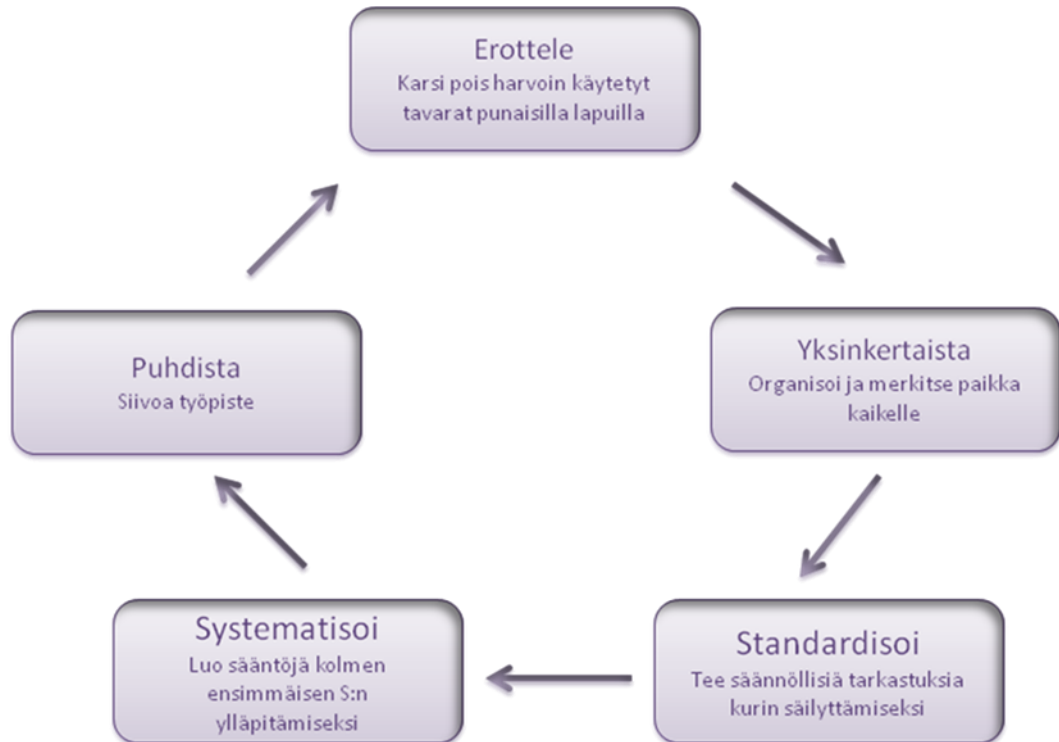 Erottele
Karsi pois harvoin käytetyt
tavarat punaisilla lapuilla
Yksinkertaista
Organisoi ja merkitse paikka
kaikelle
Standardisoi
Tee säännöllisiä tarkastuksia
kurin säilyttämiseksi
Systematisoi
Luo sääntöjä kolmen
ensimmäisen S:n
ylläpitämiseksi
Puhdista
Siivoa työpiste